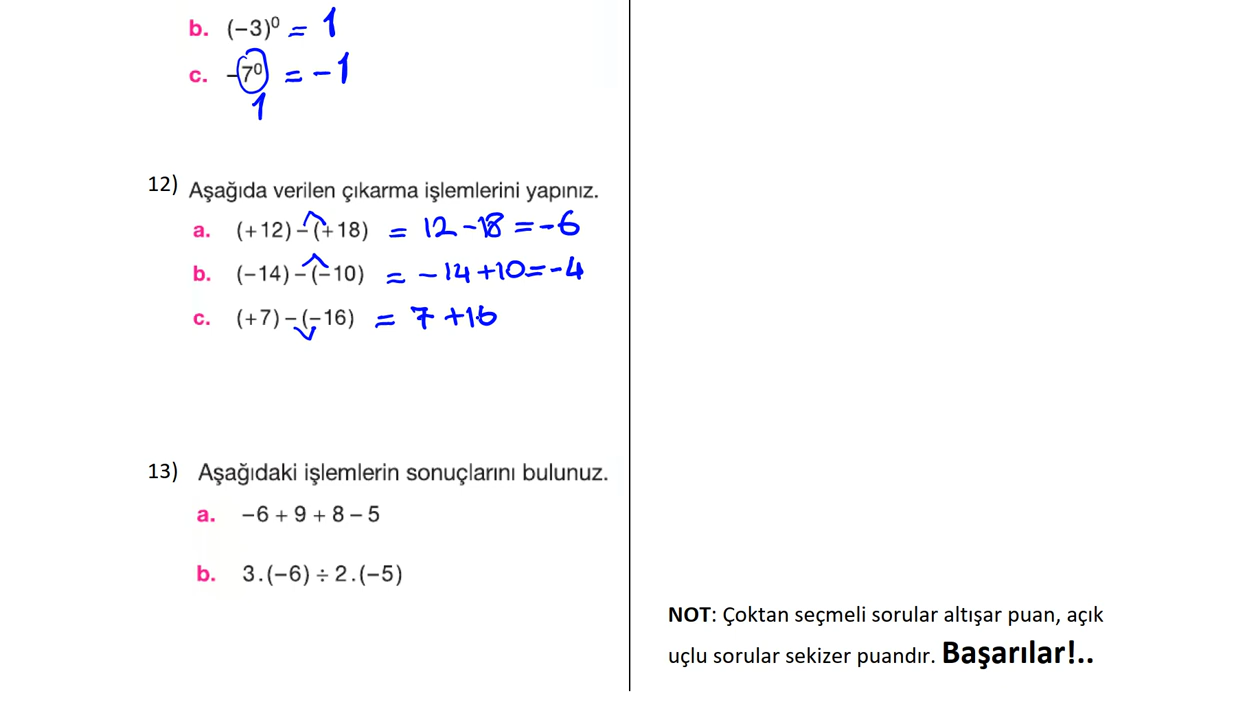 b. (−3)⁰ = 1
c. −7⁰ = −1
1
12) Aşağıda verilen çıkarma işlemlerini yapınız.
a. (+12) − (+18) = 12 − 18 = −6
b. (−14) − (−10) = −14 + 10 = −4
c. (+7) − (−16) = 7 + 16
13) Aşağıdaki işlemlerin sonuçlarını bulunuz.
a. −6 + 9 + 8 − 5
b. 3.(−6) ÷ 2.(−5)
NOT: Çoktan seçmeli sorular altışar puan, açık
uçlu sorular sekizer puandır. Başarılar!..